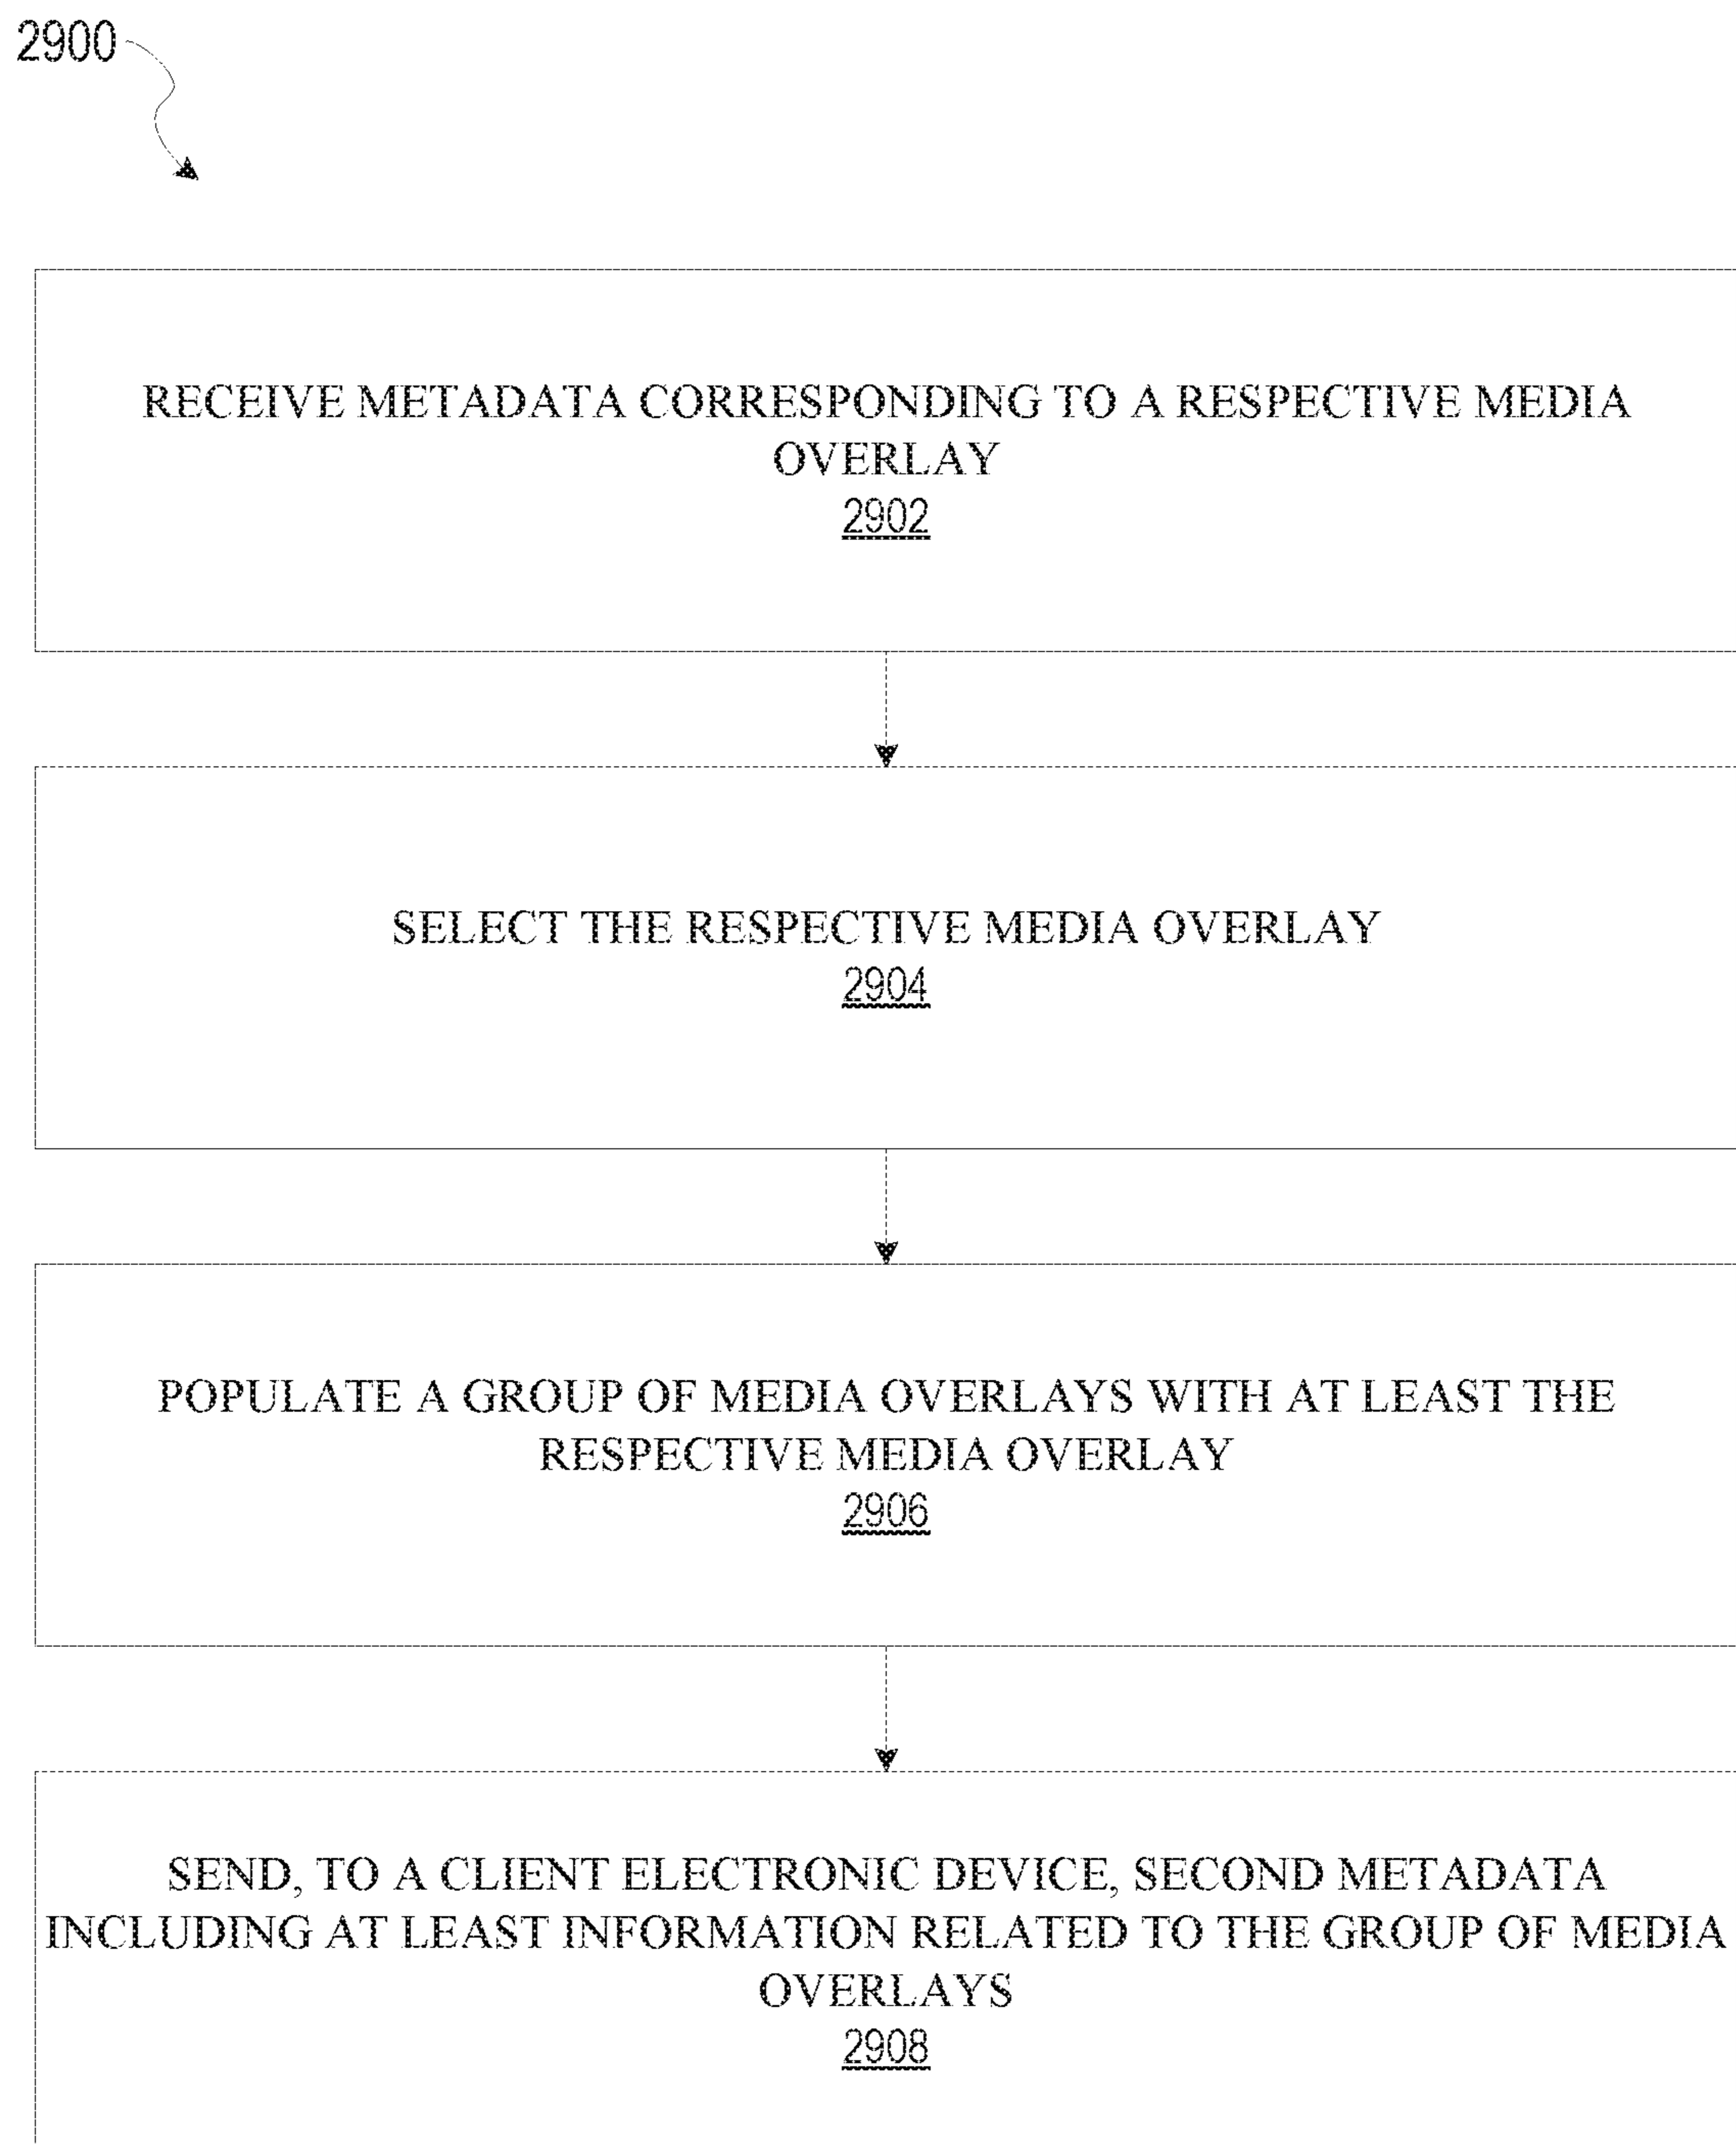 2900
RECEIVE METADATA CORRESPONDING TO A RESPECTIVE MEDIA
OVERLAY
2902
SELECT THE RESPECTIVE MEDIA OVERLAY
2904
POPULATE A GROUP OF MEDIA OVERLAYS WITH AT LEAST THE
RESPECTIVE MEDIA OVERLAY
2906
SEND, TO A CLIENT ELECTRONIC DEVICE, SECOND METADATA
INCLUDING AT LEAST INFORMATION RELATED TO THE GROUP OF MEDIA
OVERLAYS
2908